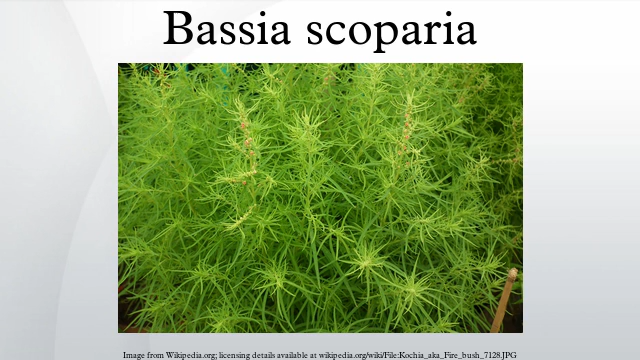 Bassia scoparia
Image from Wikipedia.org; licensing details available at wikipedia.org/wiki/File:Kochia_aka_Fire_bush_7128.JPG